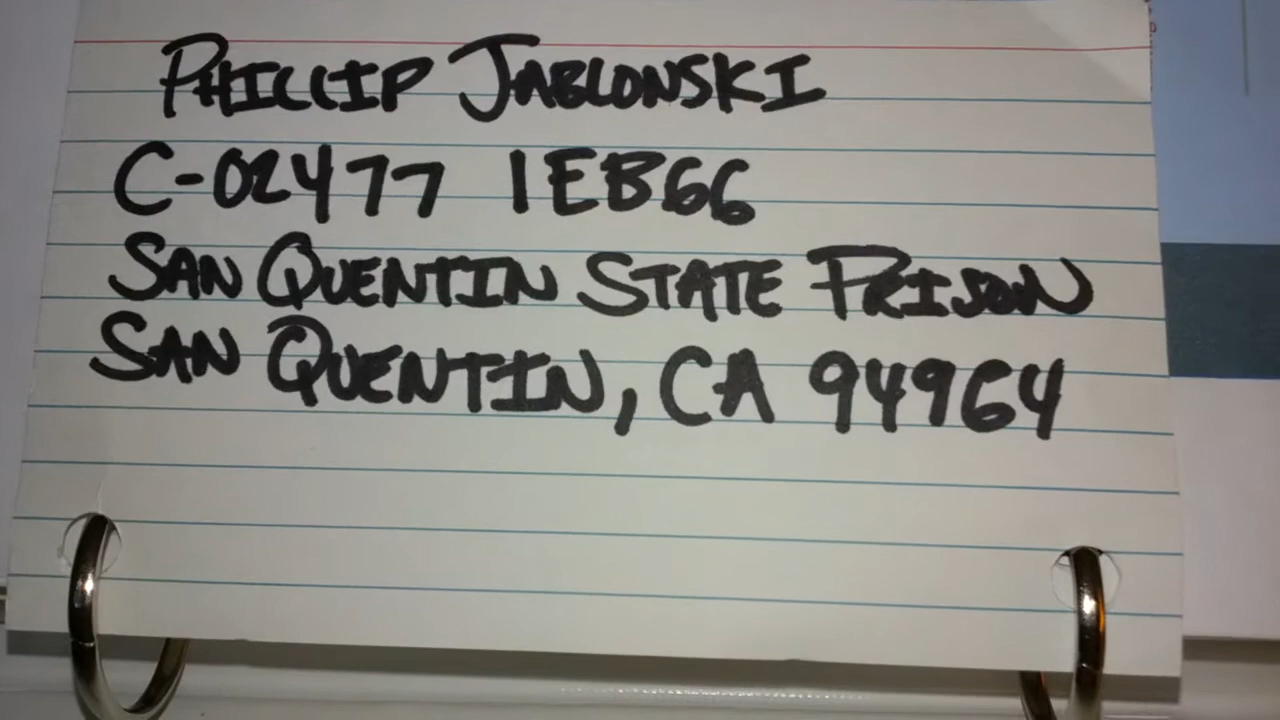 PHILLIP JABLONSKI
C-02477 1EB66
SAN QUENTIN STATE PRISON
SAN QUENTIN, CA 94964